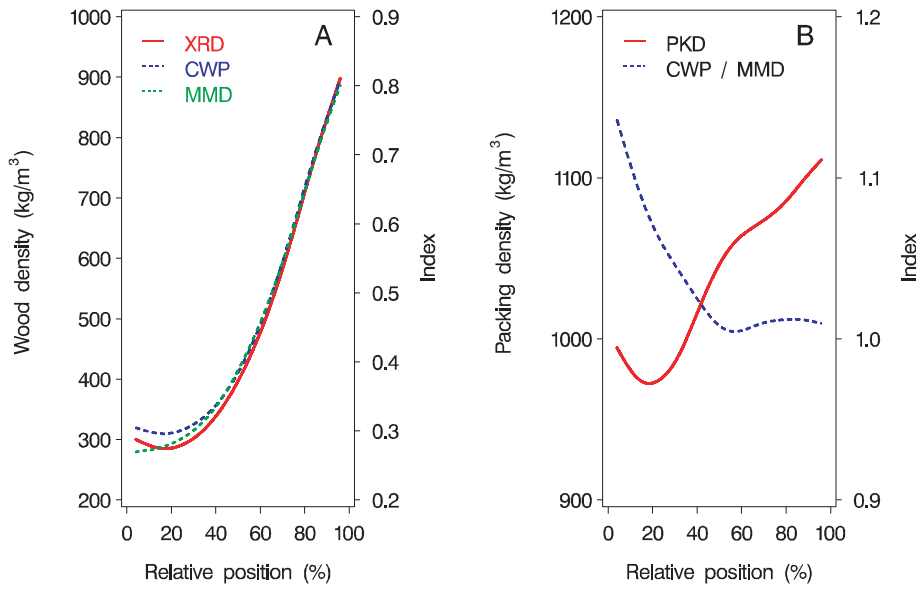 A
XRD
CWP
MMD
1000
900
800
700
600
500
400
300
200
Wood density (kg/m³)
0.9
0.8
0.7
0.6
0.5
0.4
0.3
0.2
Index
0 20 40 60 80 100
Relative position (%)
B
PKD
CWP / MMD
1200
1100
1000
900
Packing density (kg/m³)
1.2
1.1
1.0
0.9
Index
0 20 40 60 80 100
Relative position (%)